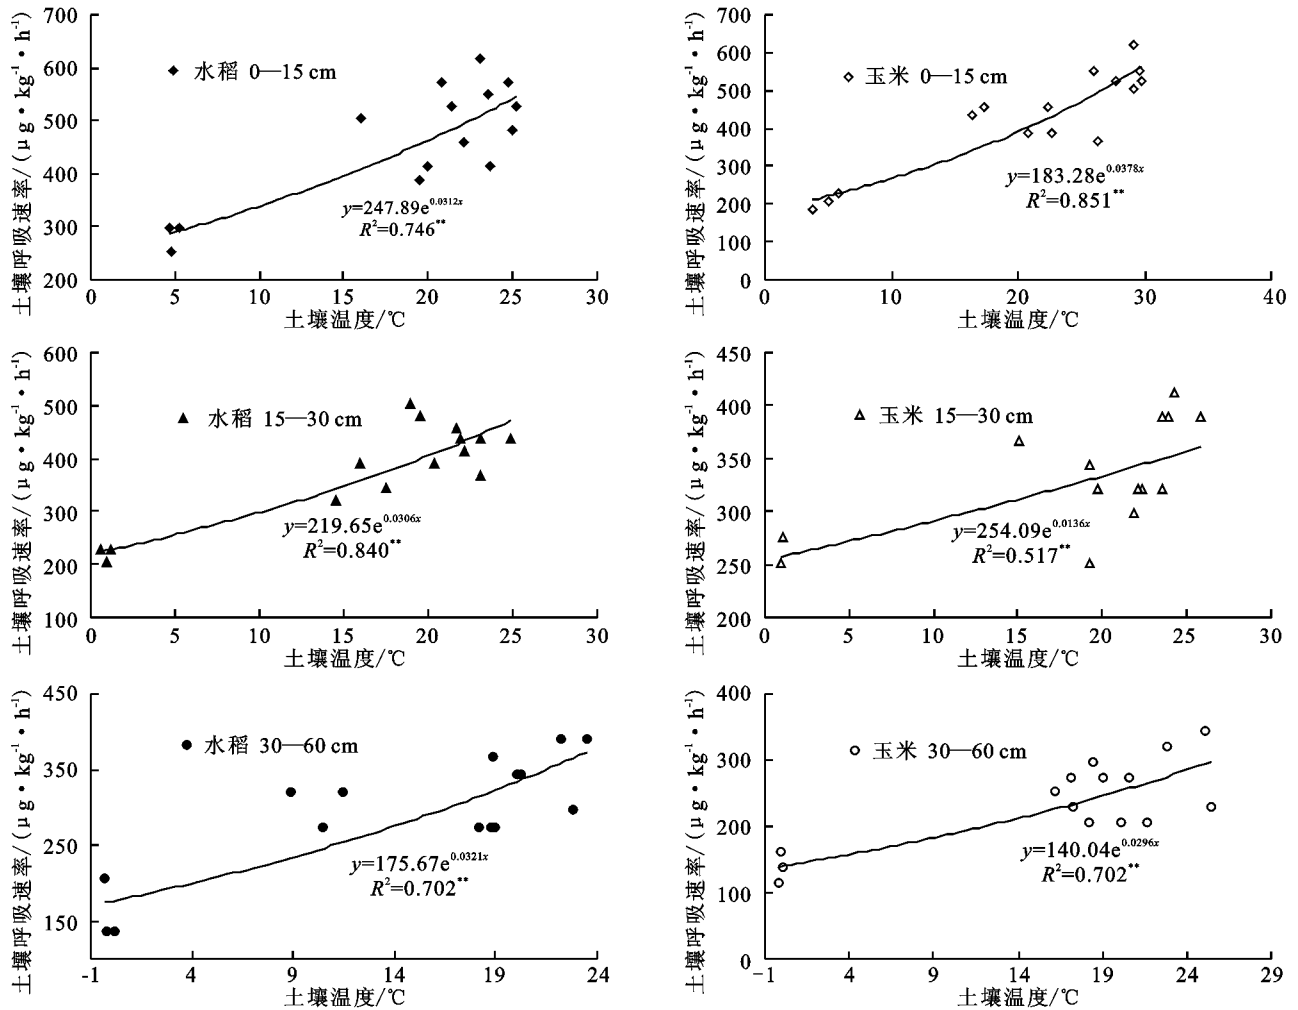 土壤呼吸速率/(μg·kg⁻¹·h⁻¹)
700
600
500
400
300
200
◆ 水稻 0—15 cm
y=247.89e^0.0312x
R²=0.746**
0 5 10 15 20 25 30
土壤温度/℃
土壤呼吸速率/(μg·kg⁻¹·h⁻¹)
700
600
500
400
300
200
100
0
◇ 玉米 0—15 cm
y=183.28e^0.0378x
R²=0.851**
0 10 20 30 40
土壤温度/℃
土壤呼吸速率/(μg·kg⁻¹·h⁻¹)
600
500
400
300
200
100
▲ 水稻 15—30 cm
y=219.65e^0.0306x
R²=0.840**
0 5 10 15 20 25 30
土壤温度/℃
土壤呼吸速率/(μg·kg⁻¹·h⁻¹)
450
400
350
300
250
200
△ 玉米 15—30 cm
y=254.09e^0.0136x
R²=0.517**
0 5 10 15 20 25 30
土壤温度/℃
土壤呼吸速率/(μg·kg⁻¹·h⁻¹)
450
350
250
150
● 水稻 30—60 cm
y=175.67e^0.0321x
R²=0.702**
-1 4 9 14 19 24
土壤温度/℃
土壤呼吸速率/(μg·kg⁻¹·h⁻¹)
400
300
200
100
0
○ 玉米 30—60 cm
y=140.04e^0.0296x
R²=0.702**
-1 4 9 14 19 24 29
土壤温度/℃